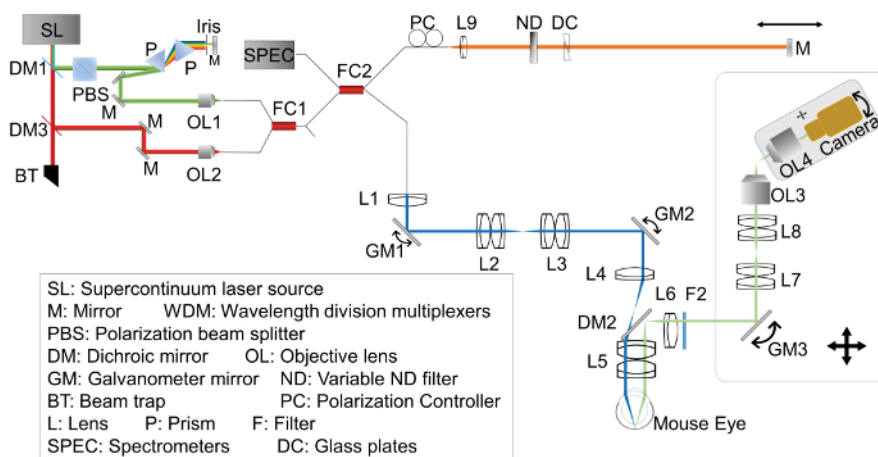 SL
Iris
M
DM1
P
P
PBS
M
OL1
DM3
M
M
OL2
BT
SPEC
FC1
FC2
PC
L9
ND
DC
M
L1
GM1
L2
L3
GM2
L4
DM2
L5
L6
F2
Mouse Eye
GM3
L7
L8
OL3
OL4
Camera
SL: Supercontinuum laser source
M: Mirror WDM: Wavelength division multiplexers
PBS: Polarization beam splitter
DM: Dichroic mirror OL: Objective lens
GM: Galvanometer mirror ND: Variable ND filter
BT: Beam trap PC: Polarization Controller
L: Lens P: Prism F: Filter
SPEC: Spectrometers DC: Glass plates